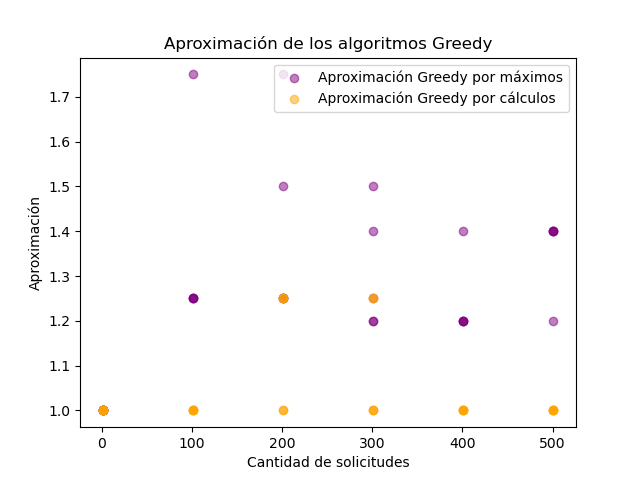 Aproximación de los algoritmos Greedy
Aproximación Greedy por máximos
Aproximación Greedy por cálculos
Aproximación
1.7
1.6
1.5
1.4
1.3
1.2
1.1
1.0
0 100 200 300 400 500
Cantidad de solicitudes